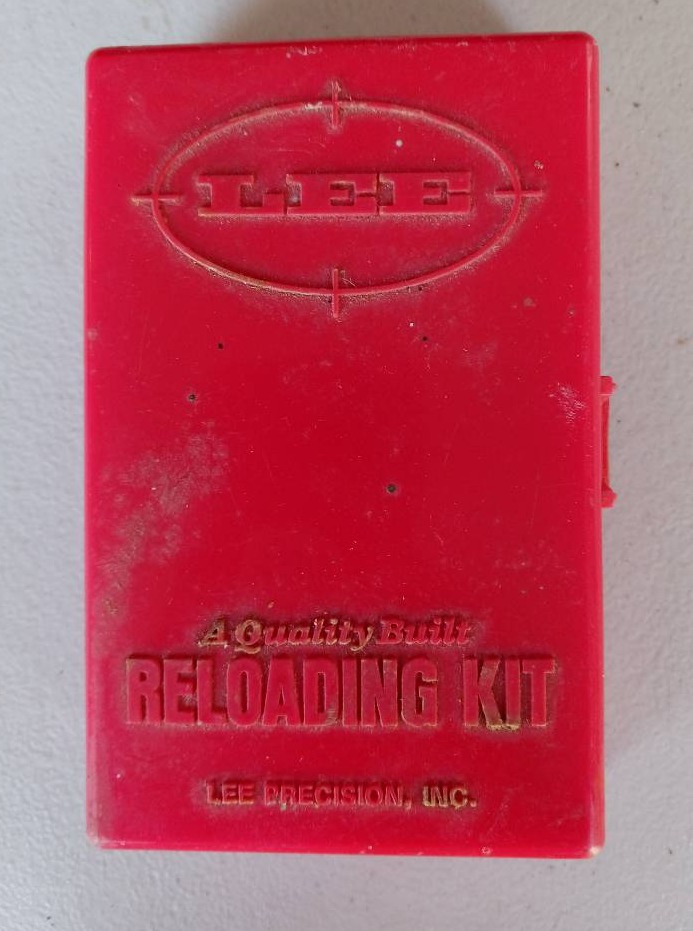 LEE
A Quality Built
RELOADING KIT
LEE PRECISION, INC.